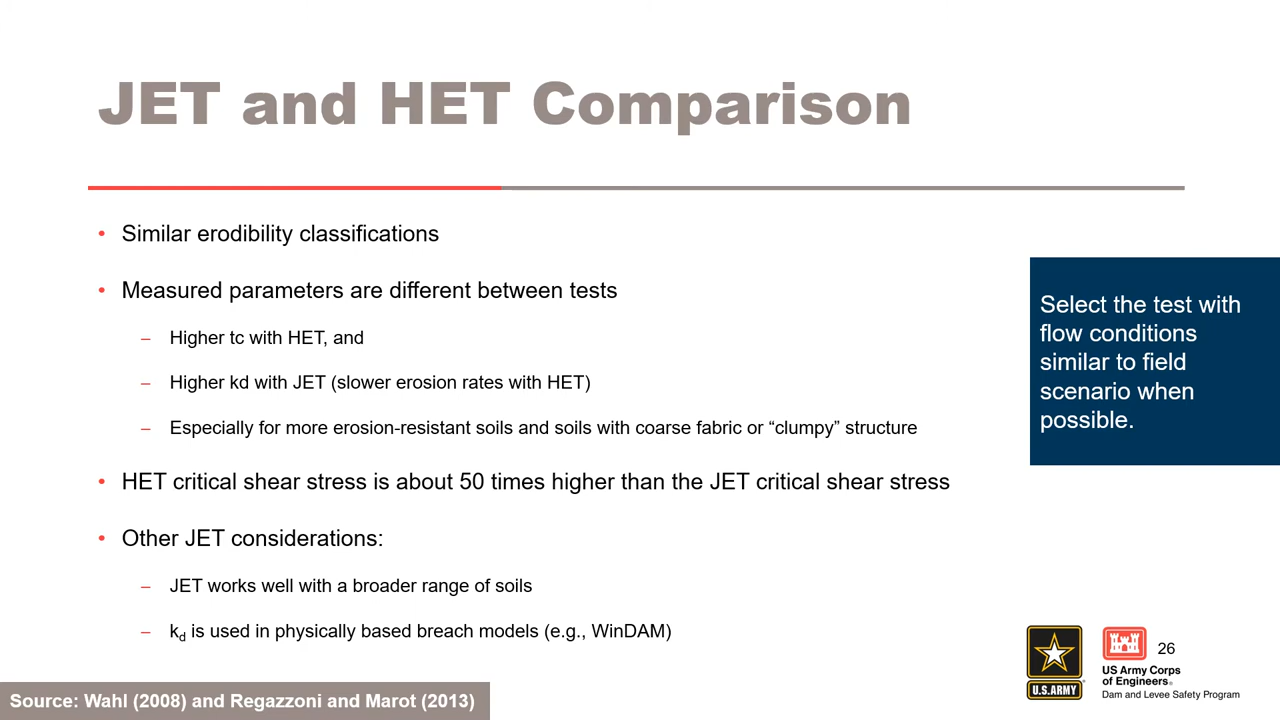 JET and HET Comparison
• Similar erodibility classifications
• Measured parameters are different between tests
– Higher tc with HET, and
– Higher kd with JET (slower erosion rates with HET)
– Especially for more erosion-resistant soils and soils with coarse fabric or “clumpy” structure
• HET critical shear stress is about 50 times higher than the JET critical shear stress
• Other JET considerations:
– JET works well with a broader range of soils
– kd is used in physically based breach models (e.g., WinDAM)
Select the test with
flow conditions
similar to field
scenario when
possible.
U.S.ARMY
26
US Army Corps
of Engineers®
Dam and Levee Safety Program
Source: Wahl (2008) and Regazzoni and Marot (2013)